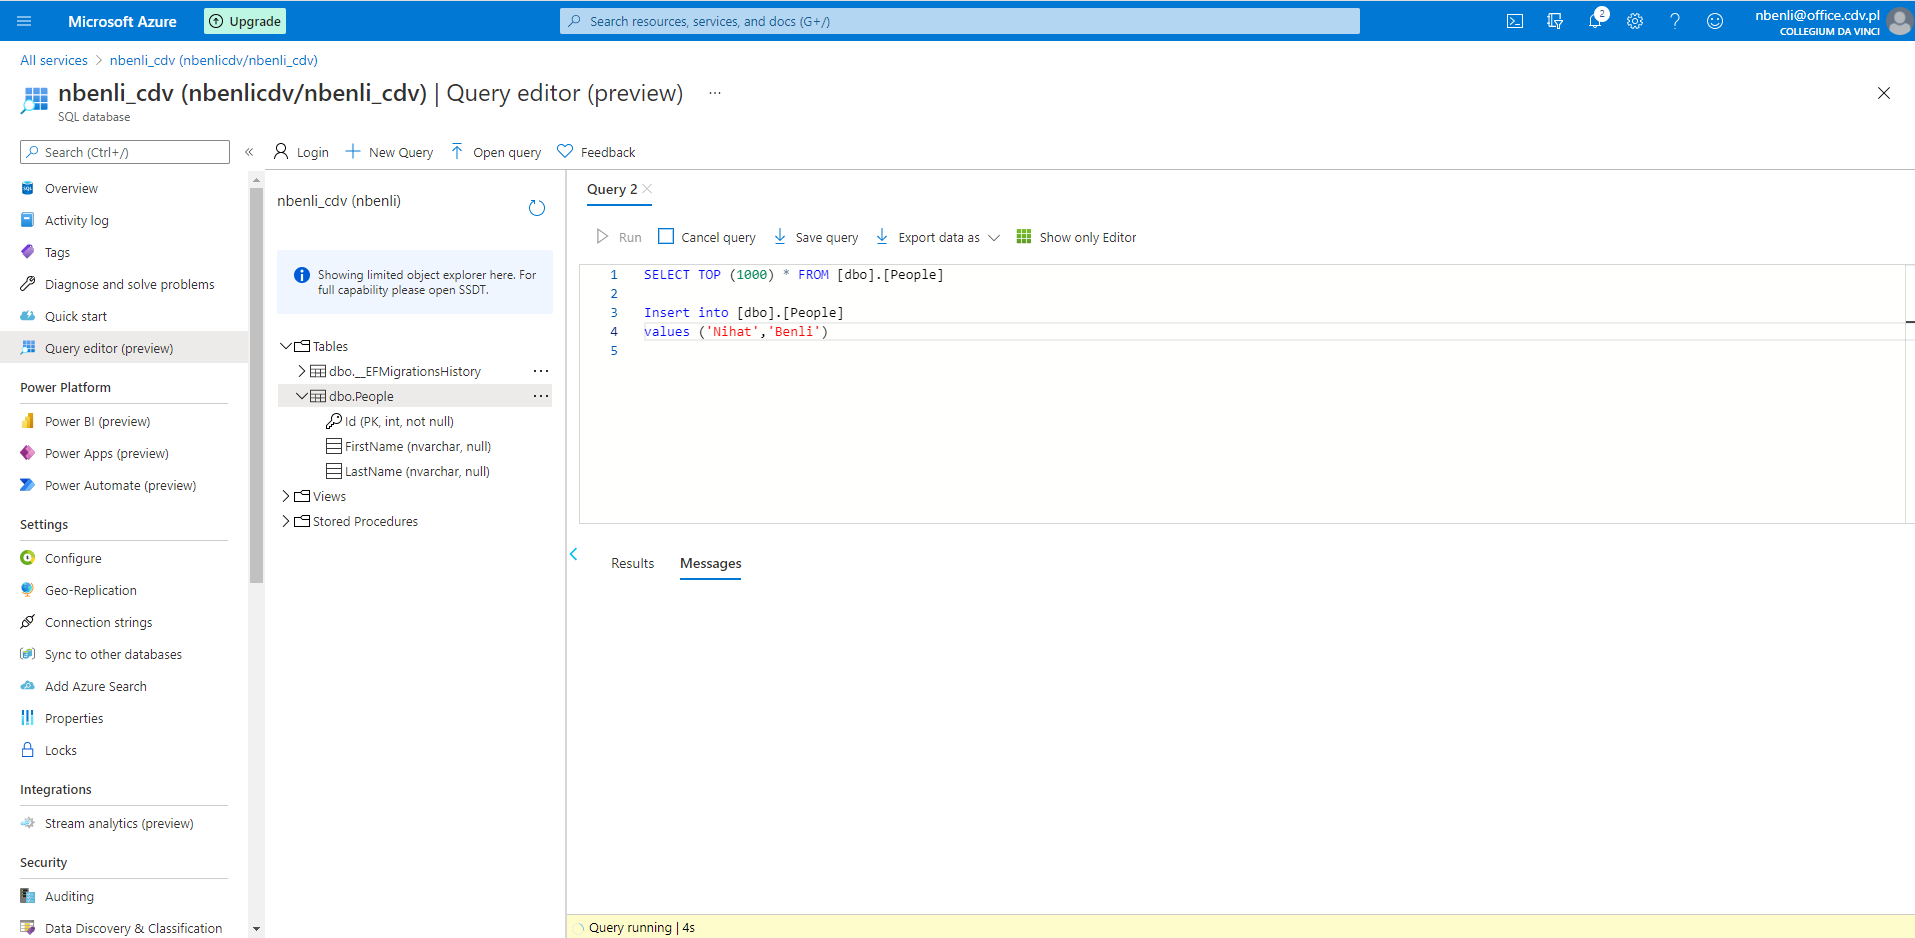 Microsoft Azure
Upgrade
Search resources, services, and docs (G+/)
2
nbenli@office.cdv.pl
COLLEGIUM DA VINCI
All services > nbenli_cdv (nbenlicdv/nbenli_cdv)
nbenli_cdv (nbenlicdv/nbenli_cdv) | Query editor (preview) ...
SQL database
Search (Ctrl+/)
«
Overview
Activity log
Tags
Diagnose and solve problems
Quick start
Query editor (preview)
Power Platform
Power BI (preview)
Power Apps (preview)
Power Automate (preview)
Settings
Configure
Geo-Replication
Connection strings
Sync to other databases
Add Azure Search
Properties
Locks
Integrations
Stream analytics (preview)
Security
Auditing
Data Discovery & Classification
Login
New Query
Open query
Feedback
nbenli_cdv (nbenli)
Showing limited object explorer here. For
full capability please open SSDT.
Tables
dbo.__EFMigrationsHistory ...
dbo.People ...
Id (PK, int, not null)
FirstName (nvarchar, null)
LastName (nvarchar, null)
Views
Stored Procedures
Query 2
Run
Cancel query
Save query
Export data as
Show only Editor
1 SELECT TOP (1000) * FROM [dbo].[People]
2
3 Insert into [dbo].[People]
4 values ('Nihat','Benli')
5
Results
Messages
Query running | 4s